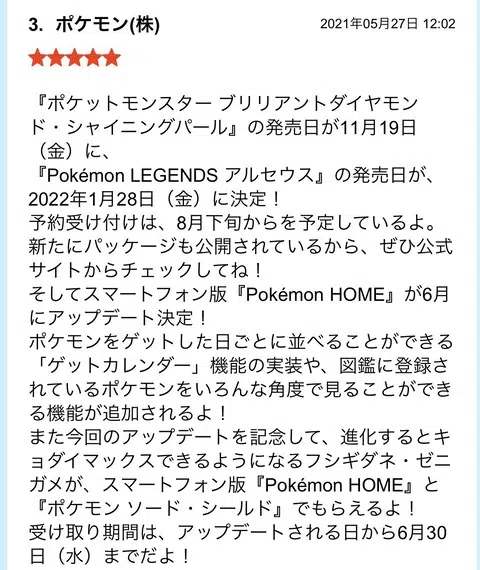 3. ポケモン(株)
2021年05月27日 12:02
『ポケットモンスター ブリリアントダイヤモン
ド・シャイニングパール』の発売日が11月19日
（金）に、
『Pokémon LEGENDS アルセウス』の発売日が、
2022年1月28日（金）に決定！
予約受け付けは、8月下旬からを予定しているよ。
新たにパッケージも公開されているから、ぜひ公式
サイトからチェックしてね！
そしてスマートフォン版『Pokémon HOME』が6月
にアップデート決定！
ポケモンをゲットした日ごとに並べることができる
「ゲットカレンダー」機能の実装や、図鑑に登録さ
れているポケモンをいろんな角度で見ることができ
る機能が追加されるよ！
また今回のアップデートを記念して、進化するとキ
ョダイマックスできるようになるフシギダネ・ゼニ
ガメが、スマートフォン版『Pokémon HOME』と
『ポケモン ソード・シールド』でもらえるよ！
受け取り期間は、アップデートされる日から6月30
日（水）までだよ！